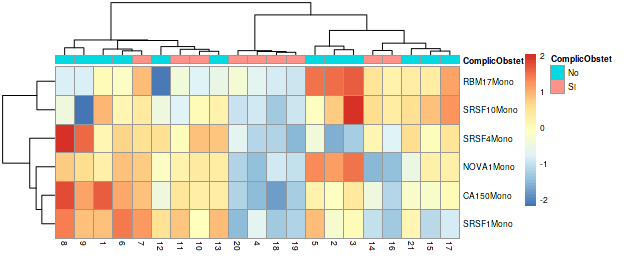 ComplicObstet
RBM17Mono
SRSF10Mono
SRSF4Mono
NOVA1Mono
CA150Mono
SRSF1Mono
8 9 1 6 7 12 11 10 13 20 4 18 19 5 2 3 14 16 21 15 17
2
1
0
-1
-2
ComplicObstet
No
SI